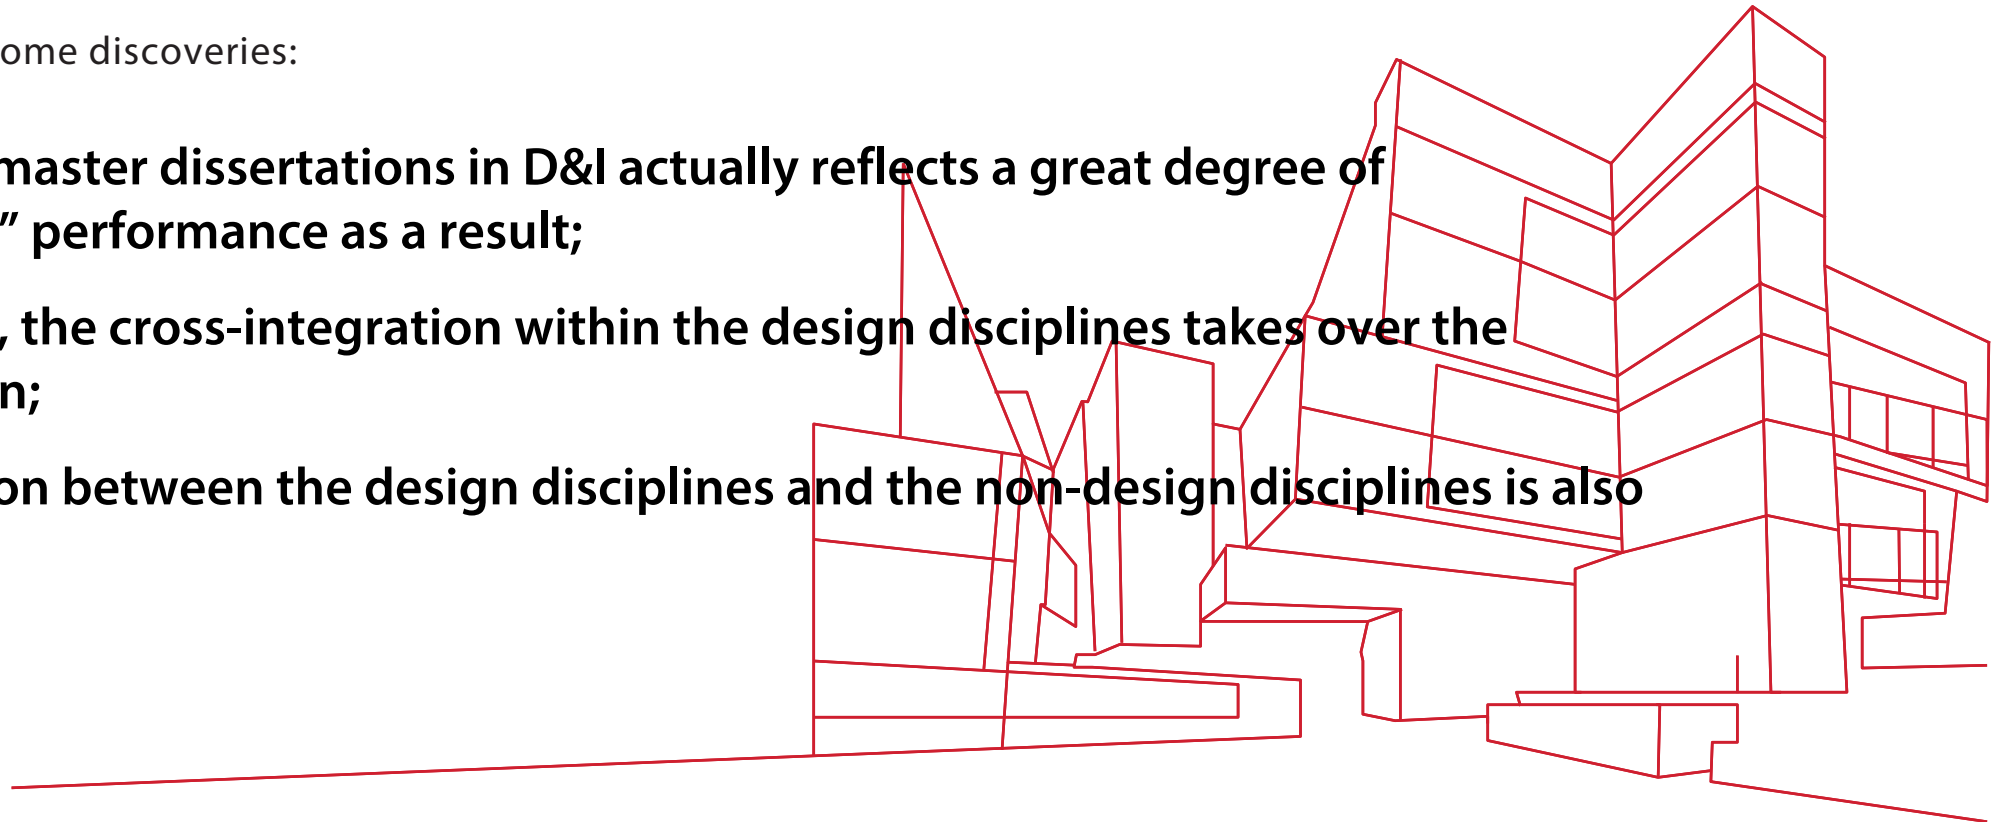 ome discoveries:
master dissertations in D&I actually reflects a great degree of
” performance as a result;
, the cross-integration within the design disciplines takes over the
n;
on between the design disciplines and the non-design disciplines is also